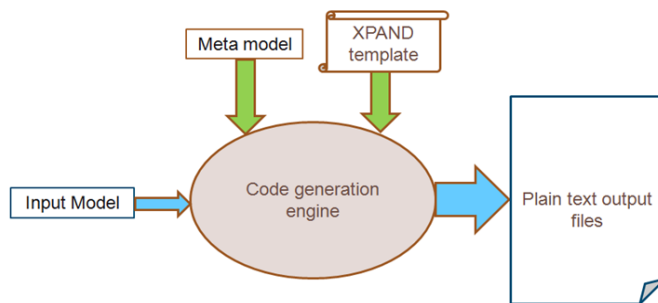 Meta model
XPAND
template
Input Model
Code generation
engine
Plain text output
files